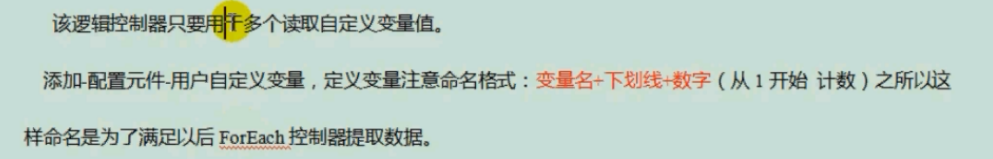 该逻辑控制器只要用于多个读取自定义变量值。
添加-配置元件-用户自定义变量，定义变量注意命名格式：变量名+下划线+数字（从 1 开始 计数）之所以这
样命名是为了满足以后 ForEach 控制器提取数据。